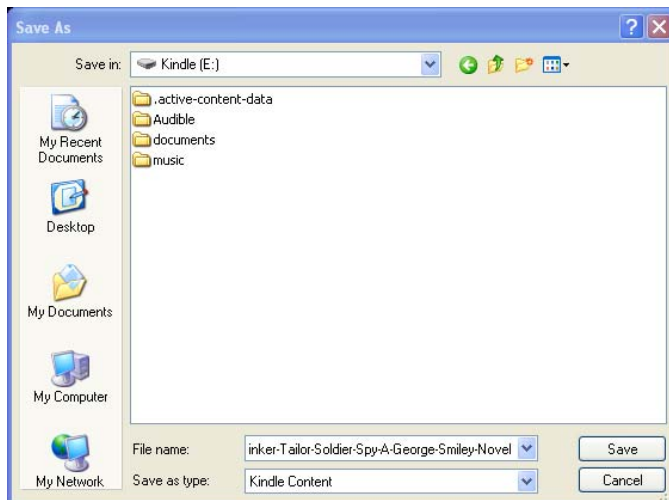 Save As
Save in:
Kindle (E:)
My Recent
Documents
Desktop
My Documents
My Computer
My Network
.active-content-data
Audible
documents
music
File name:
inker-Tailor-Soldier-Spy-A-George-Smiley-Novel
Save
Save as type:
Kindle Content
Cancel